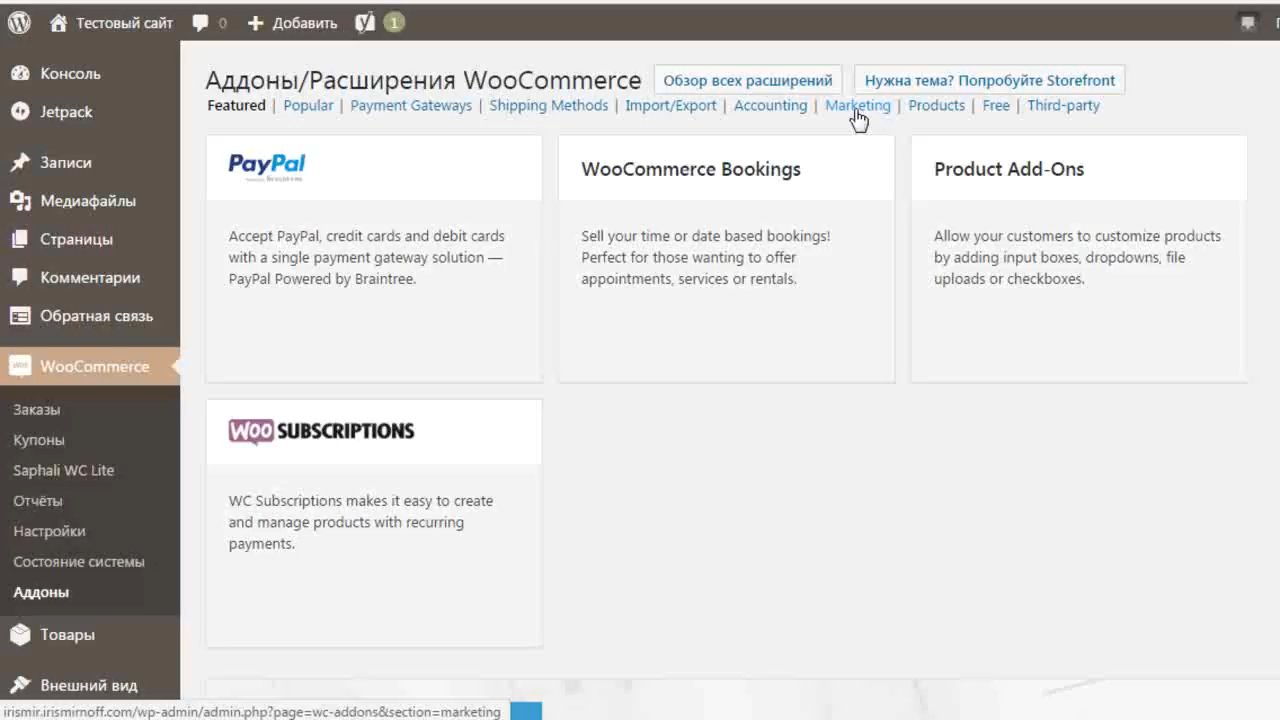 Тестовый сайт 0 Добавить 1
Консоль
Jetpack
Записи
Медиафайлы
Страницы
Комментарии
Обратная связь
WooCommerce
Заказы
Купоны
Saphali WC Lite
Отчёты
Настройки
Состояние системы
Аддоны
Товары
Внешний вид
Аддоны/Расширения WooCommerce Обзор всех расширений Нужна тема? Попробуйте Storefront
Featured | Popular | Payment Gateways | Shipping Methods | Import/Export | Accounting | Marketing | Products | Free | Third-party
PayPal
Accept PayPal, credit cards and debit cards
with a single payment gateway solution —
PayPal Powered by Braintree.
WooCommerce Bookings
Sell your time or date based bookings!
Perfect for those wanting to offer
appointments, services or rentals.
Product Add-Ons
Allow your customers to customize products
by adding input boxes, dropdowns, file
uploads or checkboxes.
WOO SUBSCRIPTIONS
WC Subscriptions makes it easy to create
and manage products with recurring
payments.
irismir.irismirnoff.com/wp-admin/admin.php?page=wc-addons&section=marketing